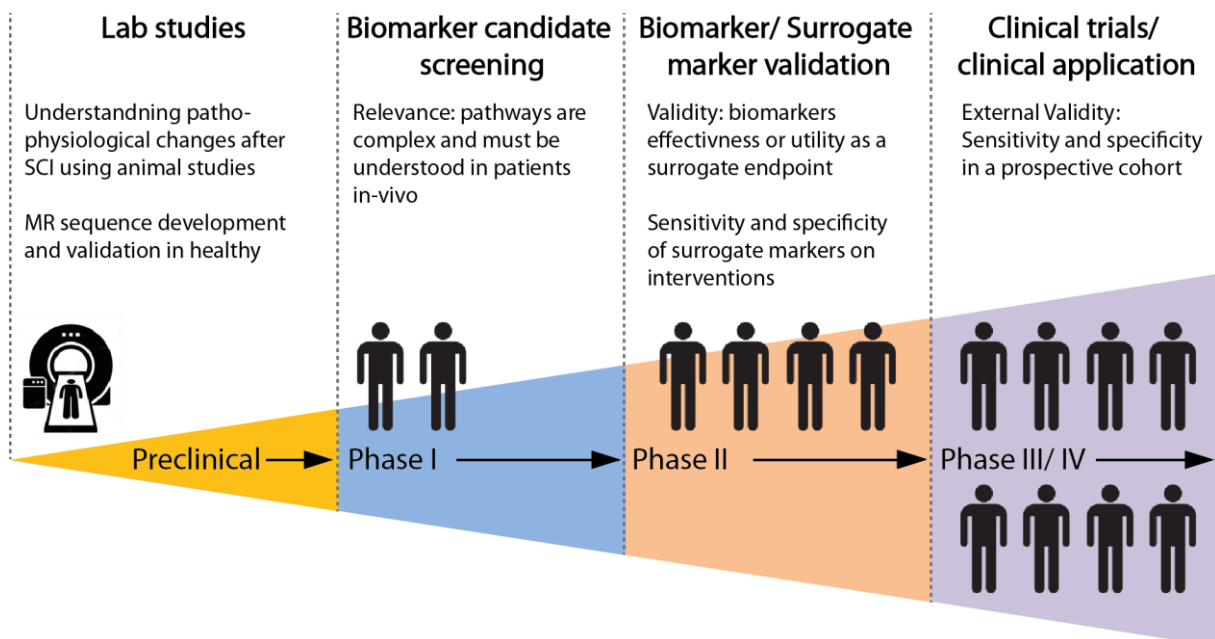 Lab studies
Understandning patho-
physiological changes after
SCI using animal studies
MR sequence development
and validation in healthy
Biomarker candidate
screening
Relevance: pathways are
complex and must be
understood in patients
in-vivo
Biomarker/ Surrogate
marker validation
Validity: biomarkers
effectivness or utility as a
surrogate endpoint
Sensitivity and specificity
of surrogate markers on
interventions
Clinical trials/
clinical application
External Validity:
Sensitivity and specificity
in a prospective cohort
Preclinical
Phase I
Phase II
Phase III/ IV